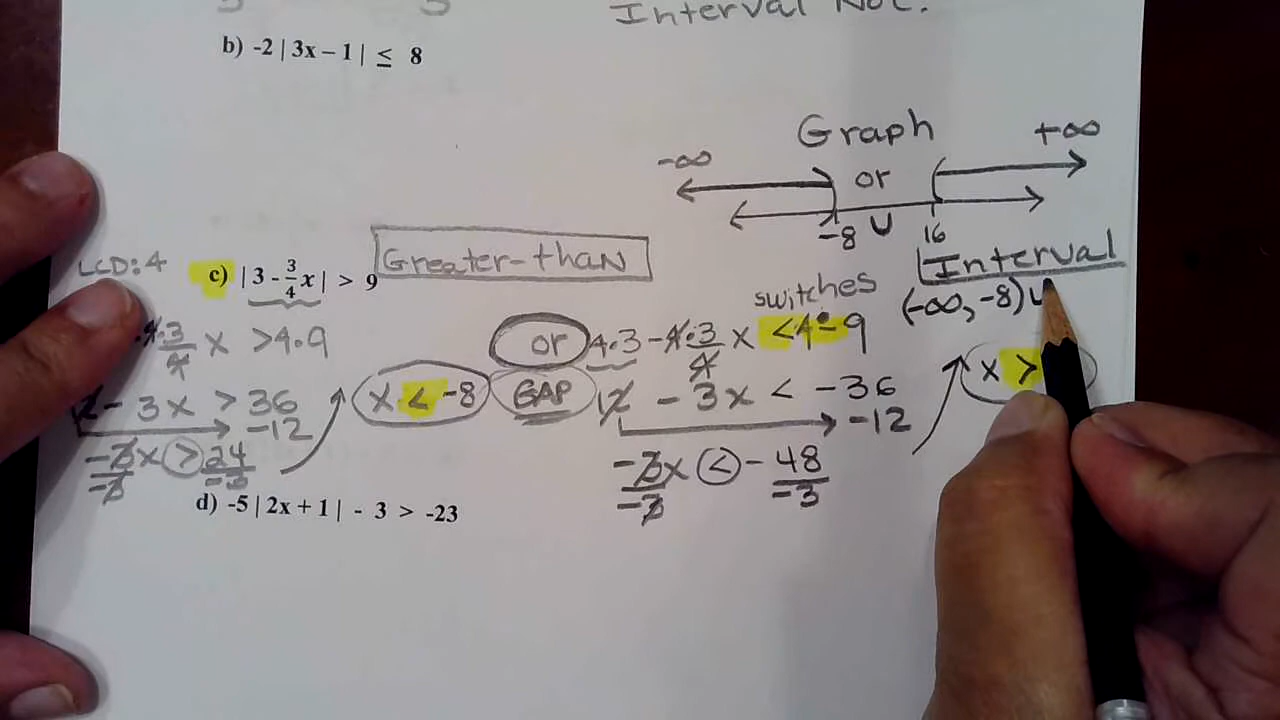 Interval Not.
b) -2 | 3x – 1 | ≤ 8
Graph
-∞ or +∞
-8 U 16
LCD: 4
c) | 3 - 3/4 x | > 9
Greater-than
Interval
(-∞, -8) U
switches
4·3/4 x > 4·9
or
4·3 - 4·3/4 x < 4·-9
12 - 3x > 36
-12
x < -8
GAP
12 - 3x < -36
-12
x >
-3x > 24
-3 -3
-3x < -48
-3 -3
d) -5 | 2x + 1 | - 3 > -23